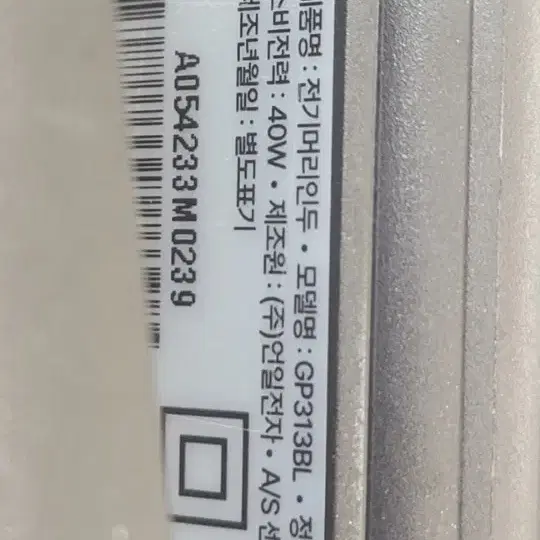 제품명 : 전기머리인두 • 모델명 : GP313BL • 정
소비전력 : 40W • 제조원 : (주)언일전자 • A/S 센
제조년월일 : 별도표기
A054233M0239